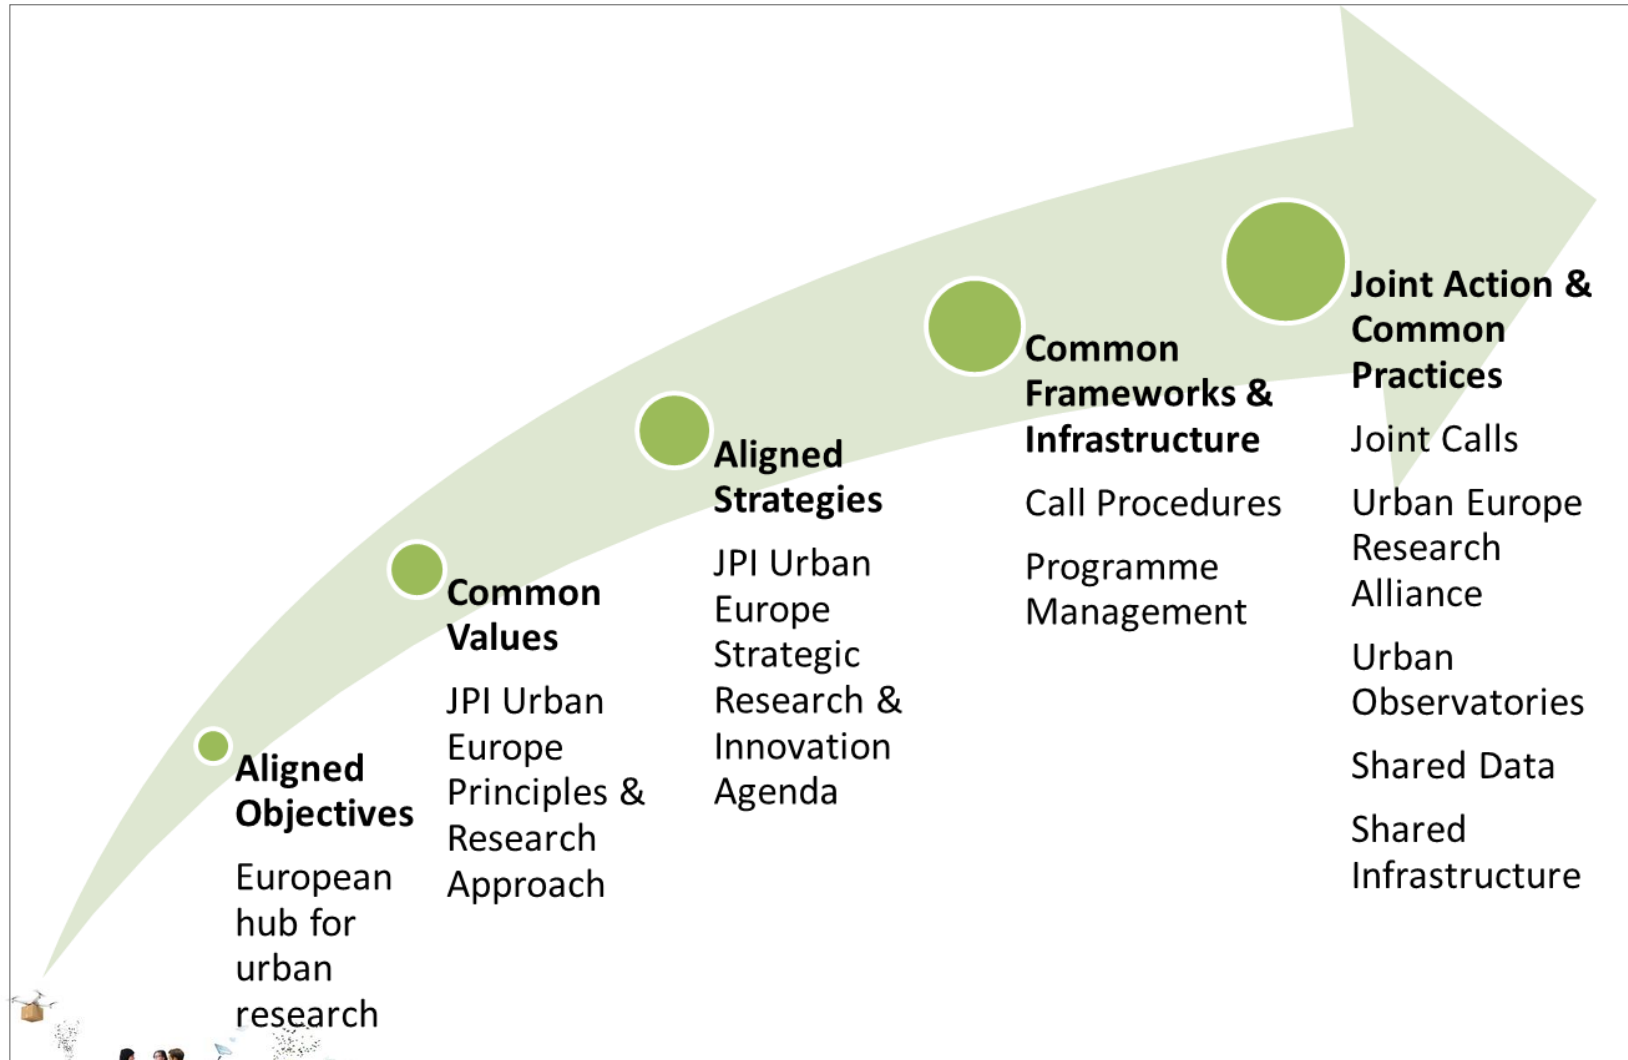 Aligned
Objectives
European
hub for
urban
research
Common
Values
JPI Urban
Europe
Principles &
Research
Approach
Aligned
Strategies
JPI Urban
Europe
Strategic
Research &
Innovation
Agenda
Common
Frameworks &
Infrastructure
Call Procedures
Programme
Management
Joint Action &
Common
Practices
Joint Calls
Urban Europe
Research
Alliance
Urban
Observatories
Shared Data
Shared
Infrastructure